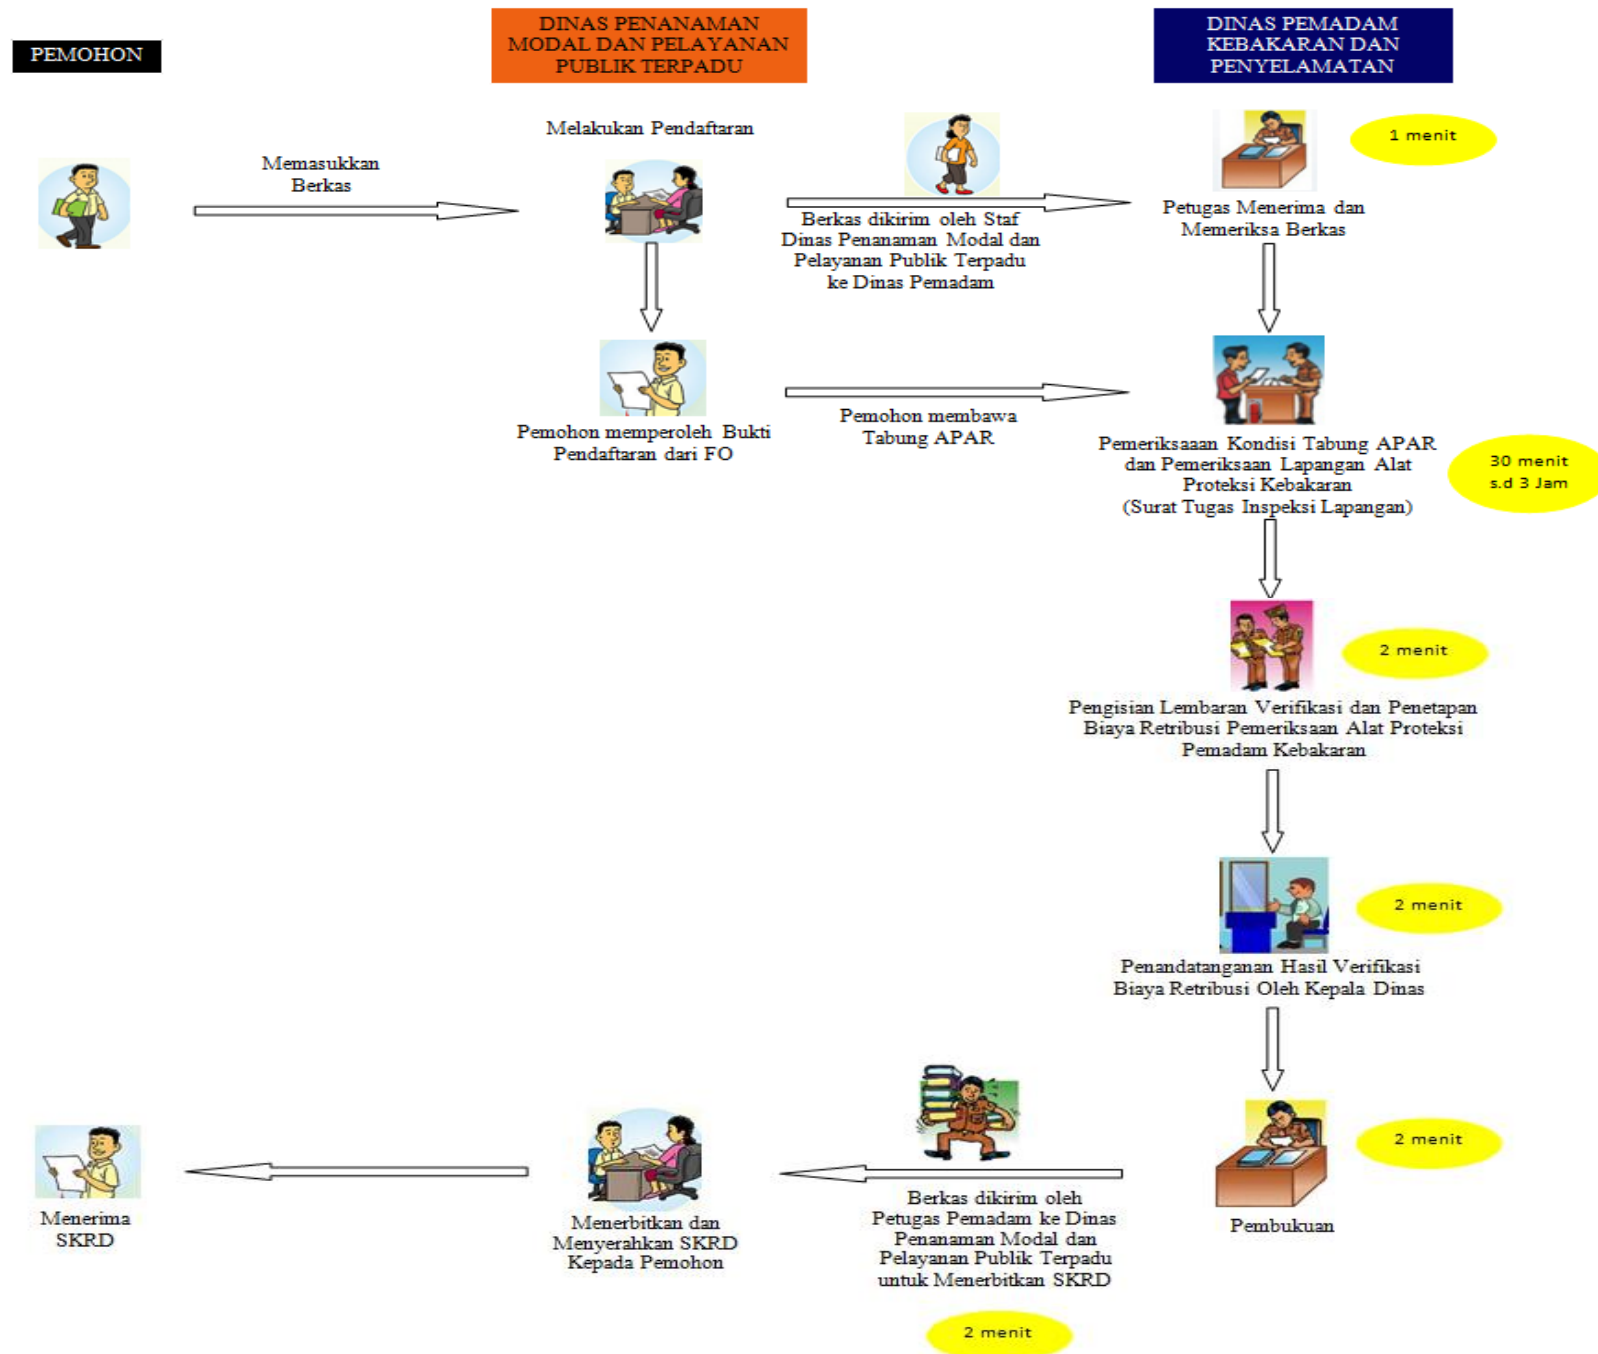 PEMOHON
DINAS PENANAMAN
MODAL DAN PELAYANAN
PUBLIK TERPADU
DINAS PEMADAM
KEBAKARAN DAN
PENYELAMATAN
Memasukkan
Berkas
Melakukan Pendaftaran
Berkas dikirim oleh Staf
Dinas Penanaman Modal dan
Pelayanan Publik Terpadu
ke Dinas Pemadam
1 menit
Petugas Menerima dan
Memeriksa Berkas
Pemohon memperoleh Bukti
Pendaftaran dari FO
Pemohon membawa
Tabung APAR
Pemeriksaaan Kondisi Tabung APAR
dan Pemeriksaan Lapangan Alat
Proteksi Kebakaran
(Surat Tugas Inspeksi Lapangan)
30 menit
s.d 3 Jam
2 menit
Pengisian Lembaran Verifikasi dan Penetapan
Biaya Retribusi Pemeriksaan Alat Proteksi
Pemadam Kebakaran
2 menit
Penandatanganan Hasil Verifikasi
Biaya Retribusi Oleh Kepala Dinas
2 menit
Pembukuan
Berkas dikirim oleh
Petugas Pemadam ke Dinas
Penanaman Modal dan
Pelayanan Publik Terpadu
untuk Menerbitkan SKRD
2 menit
Menerbitkan dan
Menyerahkan SKRD
Kepada Pemohon
Menerima
SKRD